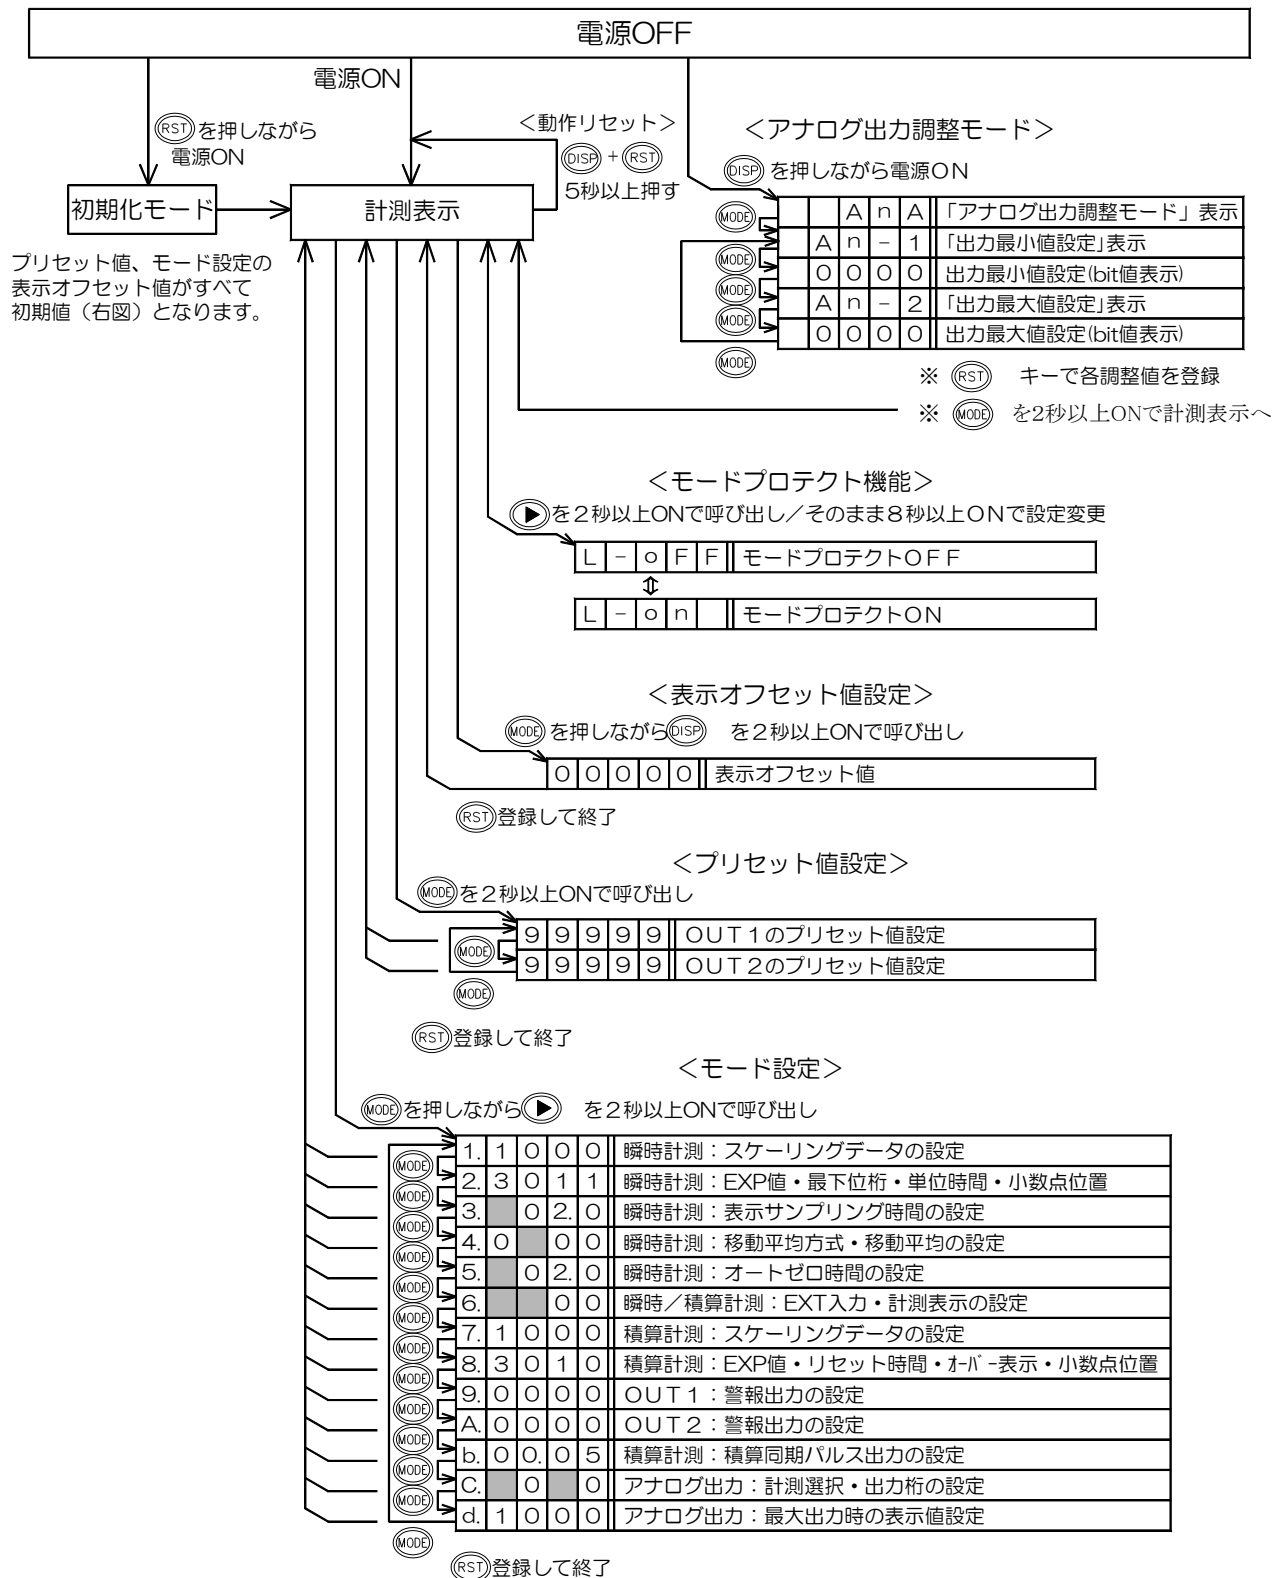 電源OFF
電源ON
RSTを押しながら
電源ON
＜動作リセット＞
DISP+RST
5秒以上押す
＜アナログ出力調整モード＞
DISPを押しながら電源ON
初期化モード
計測表示
プリセット値、モード設定の
表示オフセット値がすべて
初期値（右図）となります。
MODE
A n A 「アナログ出力調整モード」表示
MODE
A n - 1 「出力最小値設定」表示
MODE
0 0 0 0 出力最小値設定(bit値表示)
MODE
A n - 2 「出力最大値設定」表示
0 0 0 0 出力最大値設定(bit値表示)
MODE
※ RST キーで各調整値を登録
※ MODE を2秒以上ONで計測表示へ
＜モードプロテクト機能＞
▶を２秒以上ONで呼び出し／そのまま８秒以上ＯＮで設定変更
L - o F F モードプロテクトＯＦＦ
⇕
L - o n モードプロテクトＯＮ
＜表示オフセット値設定＞
MODEを押しながらDISP を２秒以上ONで呼び出し
0 0 0 0 0 表示オフセット値
RST登録して終了
＜プリセット値設定＞
MODEを２秒以上ONで呼び出し
9 9 9 9 9 ＯＵＴ１のプリセット値設定
MODE
9 9 9 9 9 ＯＵＴ２のプリセット値設定
MODE
RST登録して終了
＜モード設定＞
MODEを押しながら▶ を２秒以上ONで呼び出し
1. 1 0 0 0 瞬時計測：スケーリングデータの設定
MODE
2. 3 0 1 1 瞬時計測：EXP値・最下位桁・単位時間・小数点位置
MODE
3. 0 2. 0 瞬時計測：表示サンプリング時間の設定
MODE
4. 0 0 0 瞬時計測：移動平均方式・移動平均の設定
MODE
5. 0 2. 0 瞬時計測：オートゼロ時間の設定
MODE
6. 0 0 瞬時／積算計測：EXT入力・計測表示の設定
MODE
7. 1 0 0 0 積算計測：スケーリングデータの設定
MODE
8. 3 0 1 0 積算計測：EXP値・リセット時間・ｵｰﾊﾞｰ表示・小数点位置
MODE
9. 0 0 0 0 ＯＵＴ１：警報出力の設定
MODE
A. 0 0 0 0 ＯＵＴ２：警報出力の設定
MODE
b. 0 0. 0 5 積算計測：積算同期パルス出力の設定
MODE
C. 0 0 アナログ出力：計測選択・出力桁の設定
MODE
d. 1 0 0 0 アナログ出力：最大出力時の表示値設定
MODE
RST登録して終了